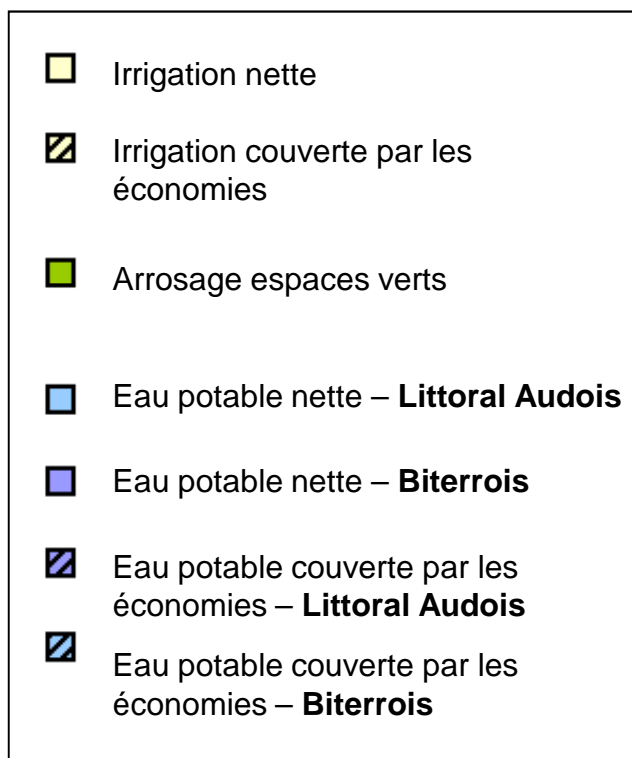 Irrigation nette
Irrigation couverte par les
économies
Arrosage espaces verts
Eau potable nette – Littoral Audois
Eau potable nette – Biterrois
Eau potable couverte par les
économies – Littoral Audois
Eau potable couverte par les
économies – Biterrois